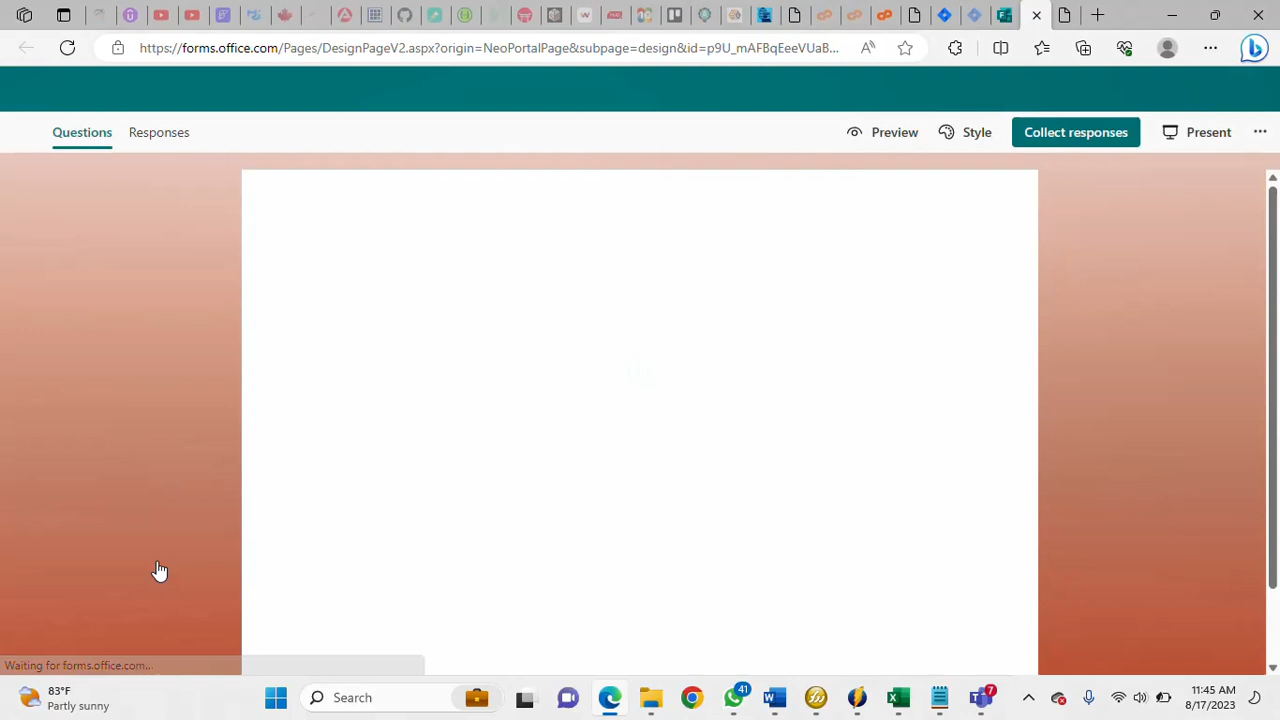 https://forms.office.com/Pages/DesignPageV2.aspx?origin=NeoPortalPage&subpage=design&id=p9U_mAFBqEeeVUaB...
Questions
Responses
Preview
Style
Collect responses
Present
Waiting for forms.office.com...
83°F
Partly sunny
Search
41
7
11:45 AM
8/17/2023